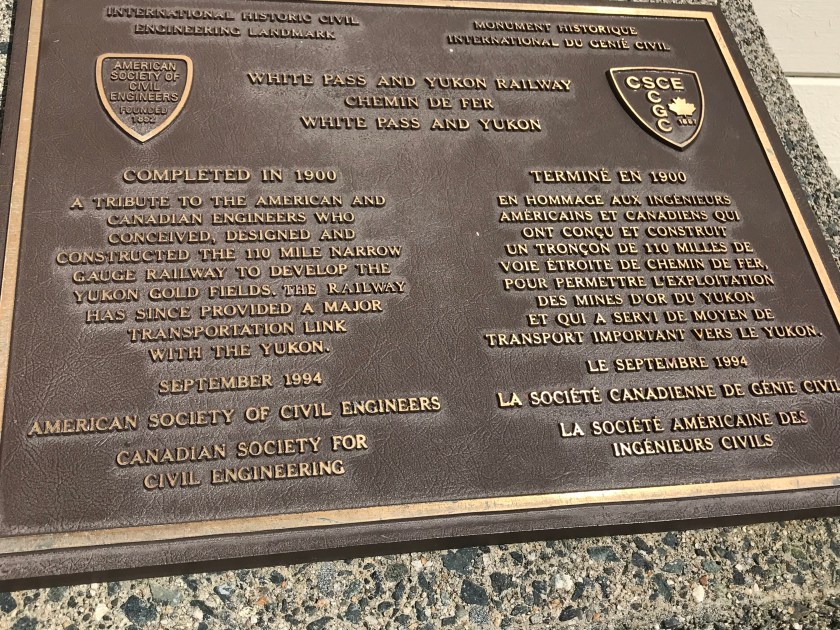 INTERNATIONAL HISTORIC CIVIL
ENGINEERING LANDMARK
MONUMENT HISTORIQUE
INTERNATIONAL DU GÉNIE CIVIL
AMERICAN
SOCIETY OF
CIVIL
ENGINEERS
FOUNDED
1852
WHITE PASS AND YUKON RAILWAY
CHEMIN DE FER
WHITE PASS AND YUKON
CSCE
C
G
C
1887
COMPLETED IN 1900
A TRIBUTE TO THE AMERICAN AND
CANADIAN ENGINEERS WHO
CONCEIVED, DESIGNED AND
CONSTRUCTED THE 110 MILE NARROW
GAUGE RAILWAY TO DEVELOP THE
YUKON GOLD FIELDS. THE RAILWAY
HAS SINCE PROVIDED A MAJOR
TRANSPORTATION LINK
WITH THE YUKON.
SEPTEMBER 1994
AMERICAN SOCIETY OF CIVIL ENGINEERS
CANADIAN SOCIETY FOR
CIVIL ENGINEERING
TERMINÉ EN 1900
EN HOMMAGE AUX INGÉNIEURS
AMÉRICAINS ET CANADIENS QUI
ONT CONÇU ET CONSTRUIT
UN TRONÇON DE 110 MILLES DE
VOIE ÉTROITE DE CHEMIN DE FER,
POUR PERMETTRE L'EXPLOITATION
DES MINES D'OR DU YUKON
ET QUI A SERVI DE MOYEN DE
TRANSPORT IMPORTANT VERS LE YUKON.
LE SEPTEMBRE 1994
LA SOCIÉTÉ CANADIENNE DE GÉNIE CIVIL
LA SOCIÉTÉ AMÉRICAINE DES
INGÉNIEURS CIVILS